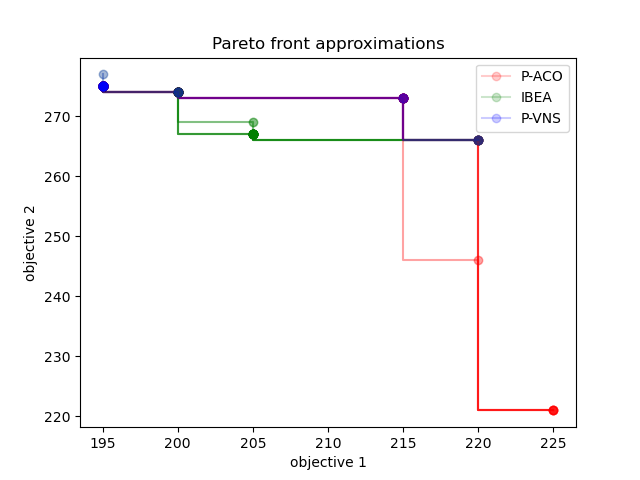 Pareto front approximations
P-ACO
IBEA
P-VNS
objective 2
270
260
250
240
230
220
195 200 205 210 215 220 225
objective 1